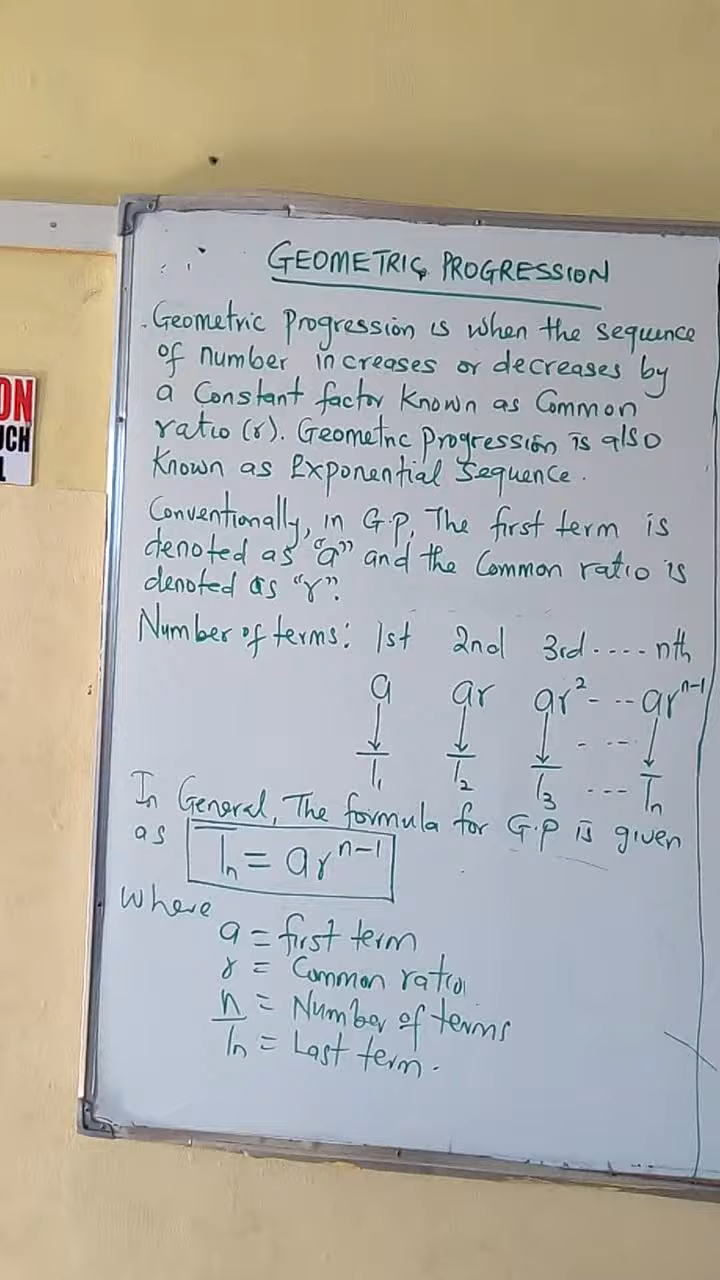 GEOMETRIC PROGRESSION
Geometric Progression is when the sequence
of number increases or decreases by
a Constant factor Known as Common
ratio (r). Geometric Progression is also
Known as Exponential Sequence.
Conventionally, in G.P, The first term is
denoted as "a" and the Common ratio is
denoted as "r".
Number of terms: 1st 2nd 3rd .... nth
a ar ar²- -- arⁿ⁻¹
↓ ↓ ↓ - -- ↓
T₁ T₂ T₃ .... Tₙ
In General, The formula for G.P is given
as Tₙ = arⁿ⁻¹
Where
a = first term
r = Common ratio
n = Number of terms
Tₙ = Last term.
ON
UCH
1